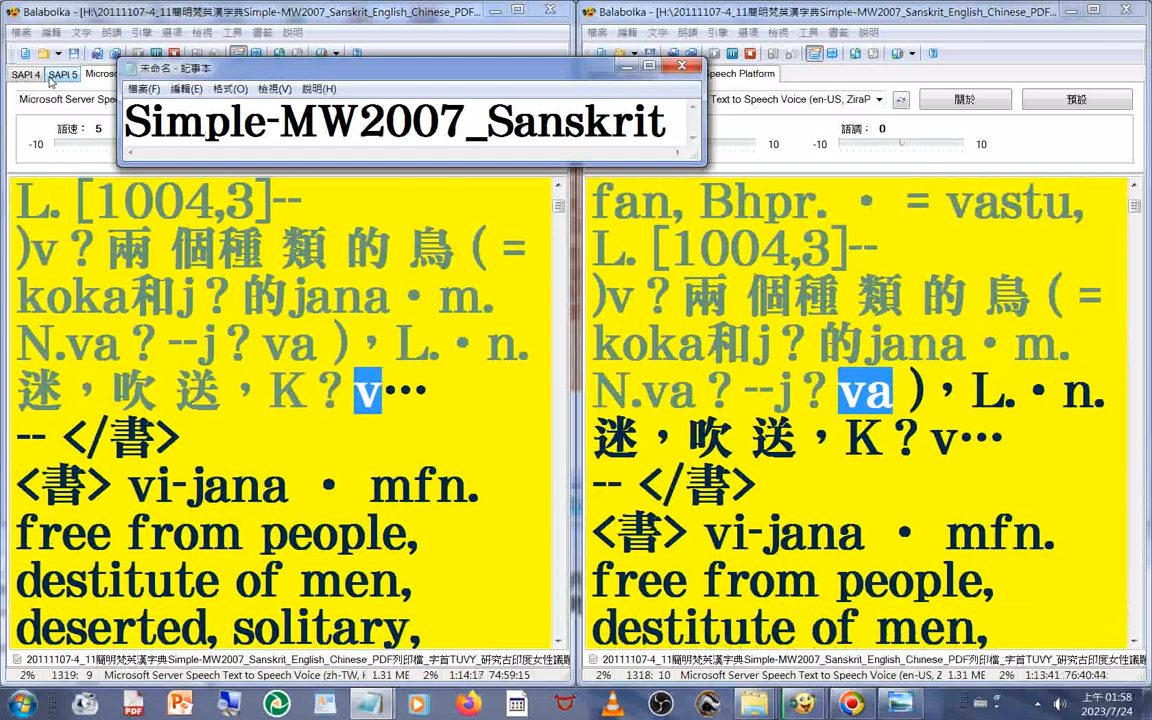 Balabolka - [H:\20111107-4_11簡明梵英漢字典Simple-MW2007_Sanskrit_English_Chinese_PDF...
檔案 編輯 文字 朗讀 引擎 選項 檢視 工具 書籤 說明
SAPI 4 SAPI 5 Micros
Microsoft Server Spe
語速： 5
-10
L. [1004,3]--
)v？兩 個種 類 的 鳥 ( =
koka和j？的jana‧m.
N.va？--j？va )，L.‧n.
迷，吹 送，K？v…
-- </書>
<書> vi-jana ‧ mfn.
free from people,
destitute of men,
deserted, solitary,
20111107-4_11簡明梵英漢字典Simple-MW2007_Sanskrit_English_Chinese_PDF列印檔_字首TUVY_研究古印度女性議題
2% 1319: 9 Microsoft Server Speech Text to Speech Voice (zh-TW, H 1.31 ME 2% 1:14:17 74:59:15
未命名 - 記事本
檔案(F) 編輯(E) 格式(O) 檢視(V) 說明(H)
Simple-MW2007_Sanskrit
Balabolka - [H:\20111107-4_11簡明梵英漢字典Simple-MW2007_Sanskrit_English_Chinese_PDF...
檔案 編輯 文字 朗讀 引擎 選項 檢視 工具 書籤 說明
peech Platform
Text to Speech Voice (en-US, ZiraP
關於
預設
語調： 0
10 -10 10
fan, Bhpr. ‧ = vastu,
L. [1004,3]--
)v？兩 個種 類 的 鳥 ( =
koka和j？的jana‧m.
N.va？--j？va )，L.‧n.
迷，吹 送，K？v…
-- </書>
<書> vi-jana ‧ mfn.
free from people,
destitute of men,
20111107-4_11簡明梵英漢字典Simple-MW2007_Sanskrit_English_Chinese_PDF列印檔_字首TUVY_研究古印度女性議題
2% 1318: 10 Microsoft Server Speech Text to Speech Voice (en-US, Z 1.31 ME 2% 1:13:41 76:40:44
上午 01:58
2023/7/24